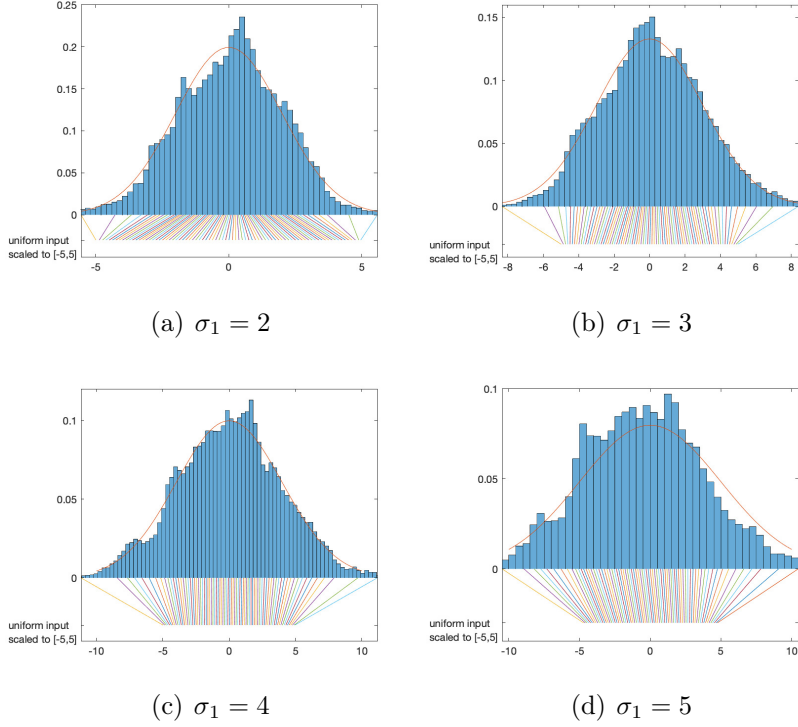 0.25
0.20
0.15
0.1
0.05
0
uniform input
scaled to [-5,5]
-5 0 5
(a) σ₁ = 2
0.15
0.1
0.05
0
uniform input
scaled to [-5,5]
-8 -6 -4 -2 0 2 4 6 8
(b) σ₁ = 3
0.1
0.05
0
uniform input
scaled to [-5,5]
-10 -5 0 5 10
(c) σ₁ = 4
0.1
0.05
0
uniform input
scaled to [-5,5]
-10 -5 0 5 10
(d) σ₁ = 5